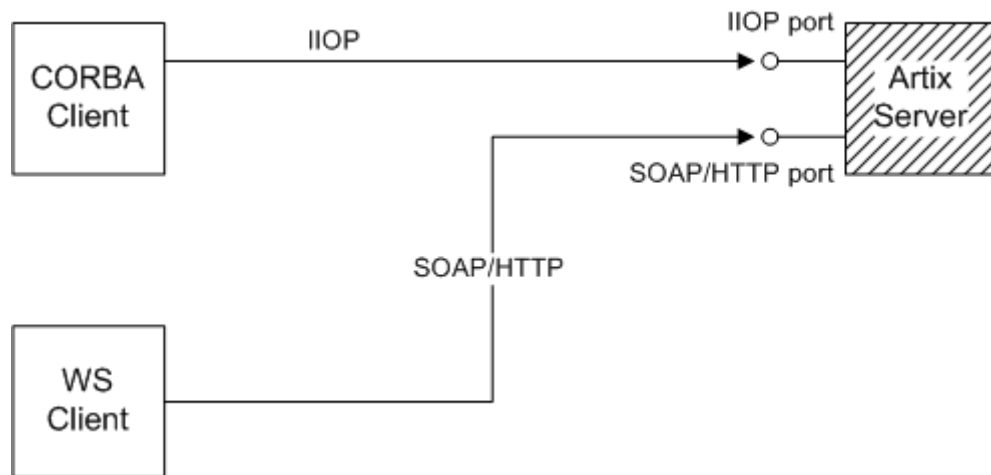 IIOP
IIOP port
CORBA
Client
Artix
Server
SOAP/HTTP port
SOAP/HTTP
WS
Client